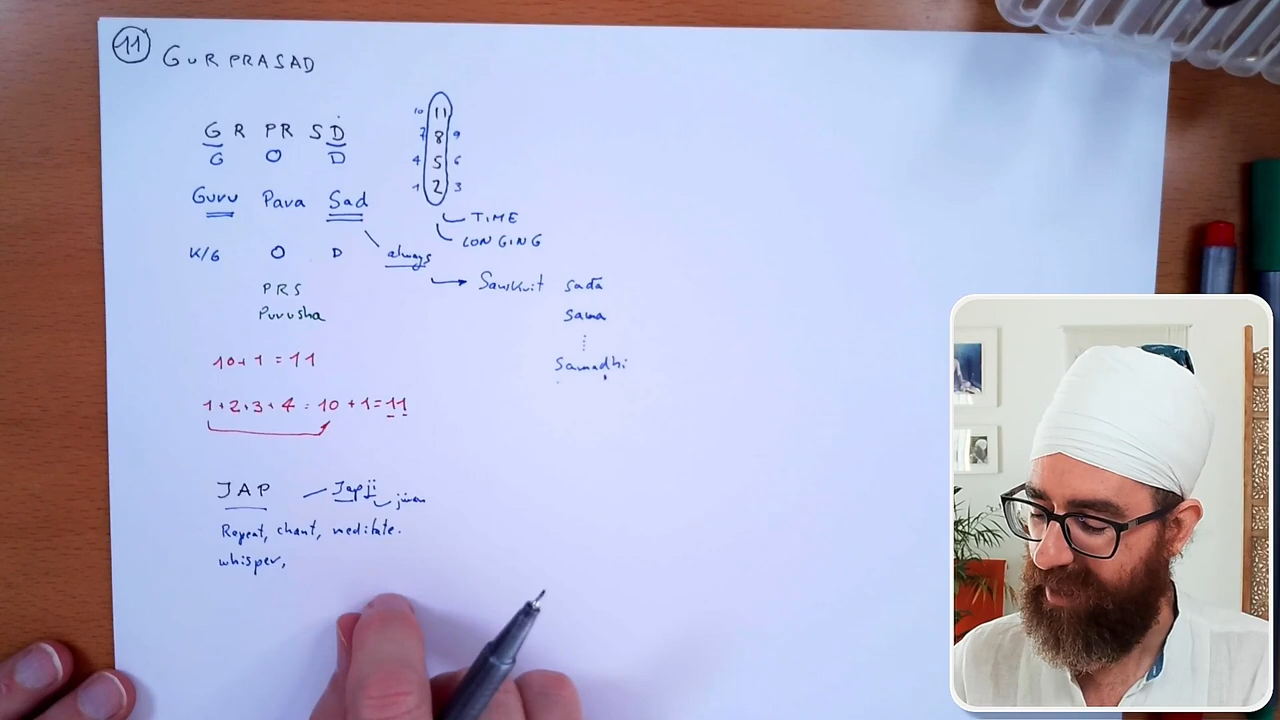 11 GURPRASAD
G R PR S D
G O D
Guru Para Sad
K/G O D always
PRS
Purusha
10 11
7 8 9
4 5 6
1 2 3
TIME
LONGING
Sanskrit sada
sama
Samadhi
10+1=11
1+2+3+4=10+1=11
JAP Japji
Repeat, chant, meditate.
whisper,